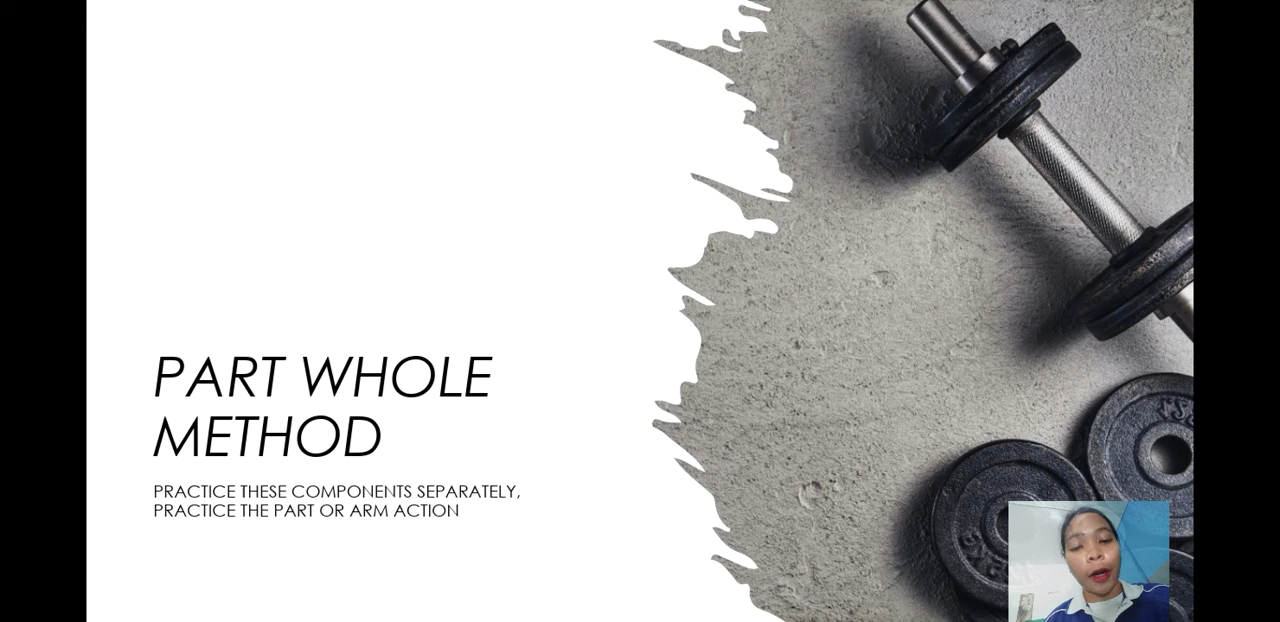 PART WHOLE
METHOD
PRACTICE THESE COMPONENTS SEPARATELY,
PRACTICE THE PART OR ARM ACTION